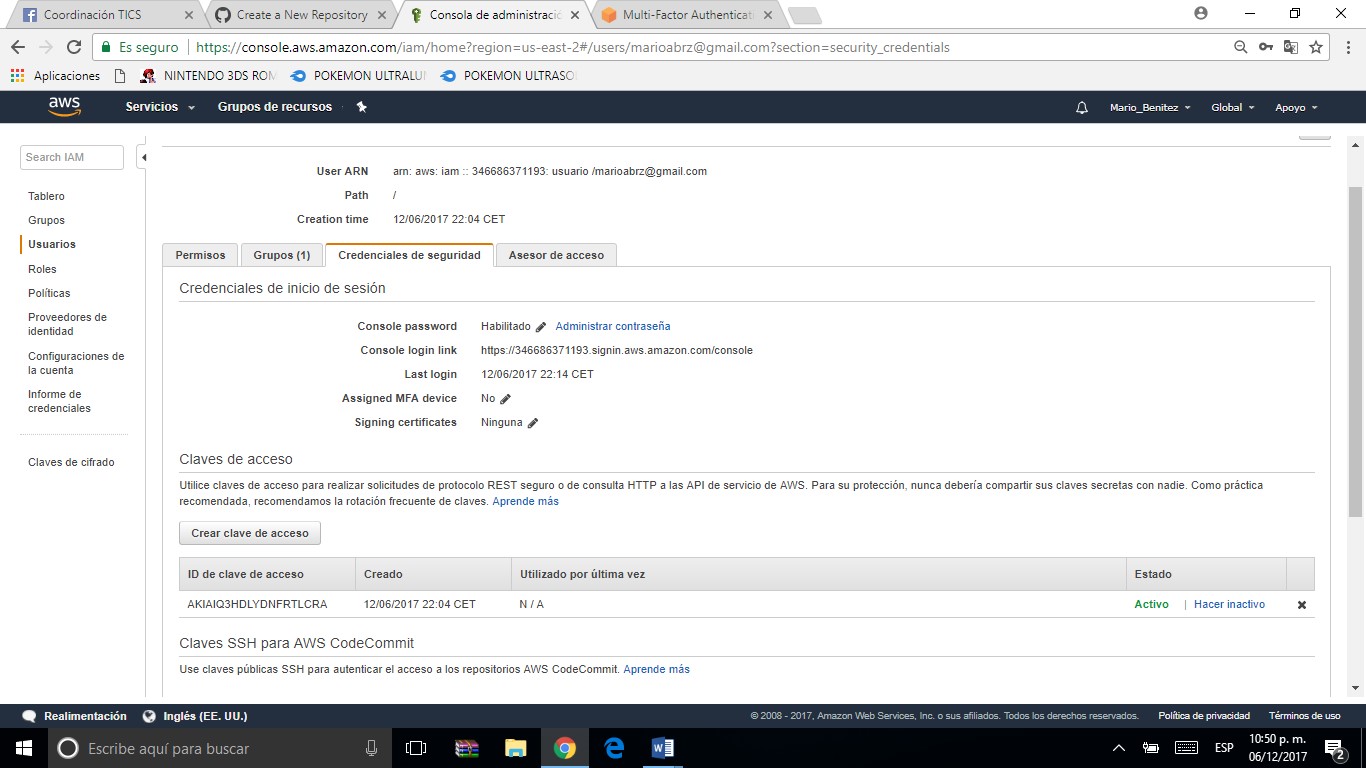 Coordinación TICS
Create a New Repository
Consola de administració
Multi-Factor Authenticat
Es seguro
https://console.aws.amazon.com/iam/home?region=us-east-2#/users/marioabrz@gmail.com?section=security_credentials
Aplicaciones
NINTENDO 3DS ROM
POKEMON ULTRALU
POKEMON ULTRASO
aws
Servicios
Grupos de recursos
Mario_Benitez
Global
Apoyo
Search IAM
Tablero
Grupos
Usuarios
Roles
Políticas
Proveedores de
identidad
Configuraciones de
la cuenta
Informe de
credenciales
Claves de cifrado
User ARN arn: aws: iam :: 346686371193: usuario /marioabrz@gmail.com
Path /
Creation time 12/06/2017 22:04 CET
Permisos Grupos (1) Credenciales de seguridad Asesor de acceso
Credenciales de inicio de sesión
Console password Habilitado Administrar contraseña
Console login link https://346686371193.signin.aws.amazon.com/console
Last login 12/06/2017 22:14 CET
Assigned MFA device No
Signing certificates Ninguna
Claves de acceso
Utilice claves de acceso para realizar solicitudes de protocolo REST seguro o de consulta HTTP a las API de servicio de AWS. Para su protección, nunca debería compartir sus claves secretas con nadie. Como práctica
recomendada, recomendamos la rotación frecuente de claves. Aprende más
Crear clave de acceso
ID de clave de acceso Creado Utilizado por última vez Estado
AKIAIQ3HDLYDNFRTLCRA 12/06/2017 22:04 CET N / A Activo | Hacer inactivo
Claves SSH para AWS CodeCommit
Use claves públicas SSH para autenticar el acceso a los repositorios AWS CodeCommit. Aprende más
Realimentación
Inglés (EE. UU.)
© 2008 - 2017, Amazon Web Services, Inc. o sus afiliados. Todos los derechos reservados.
Política de privacidad
Términos de uso
Escribe aquí para buscar
ESP
10:50 p. m.
06/12/2017
2